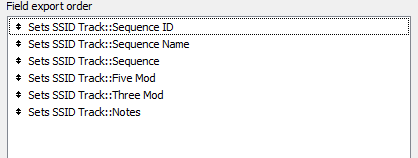 Field export order
Sets SSID Track::Sequence ID
Sets SSID Track::Sequence Name
Sets SSID Track::Sequence
Sets SSID Track::Five Mod
Sets SSID Track::Three Mod
Sets SSID Track::Notes